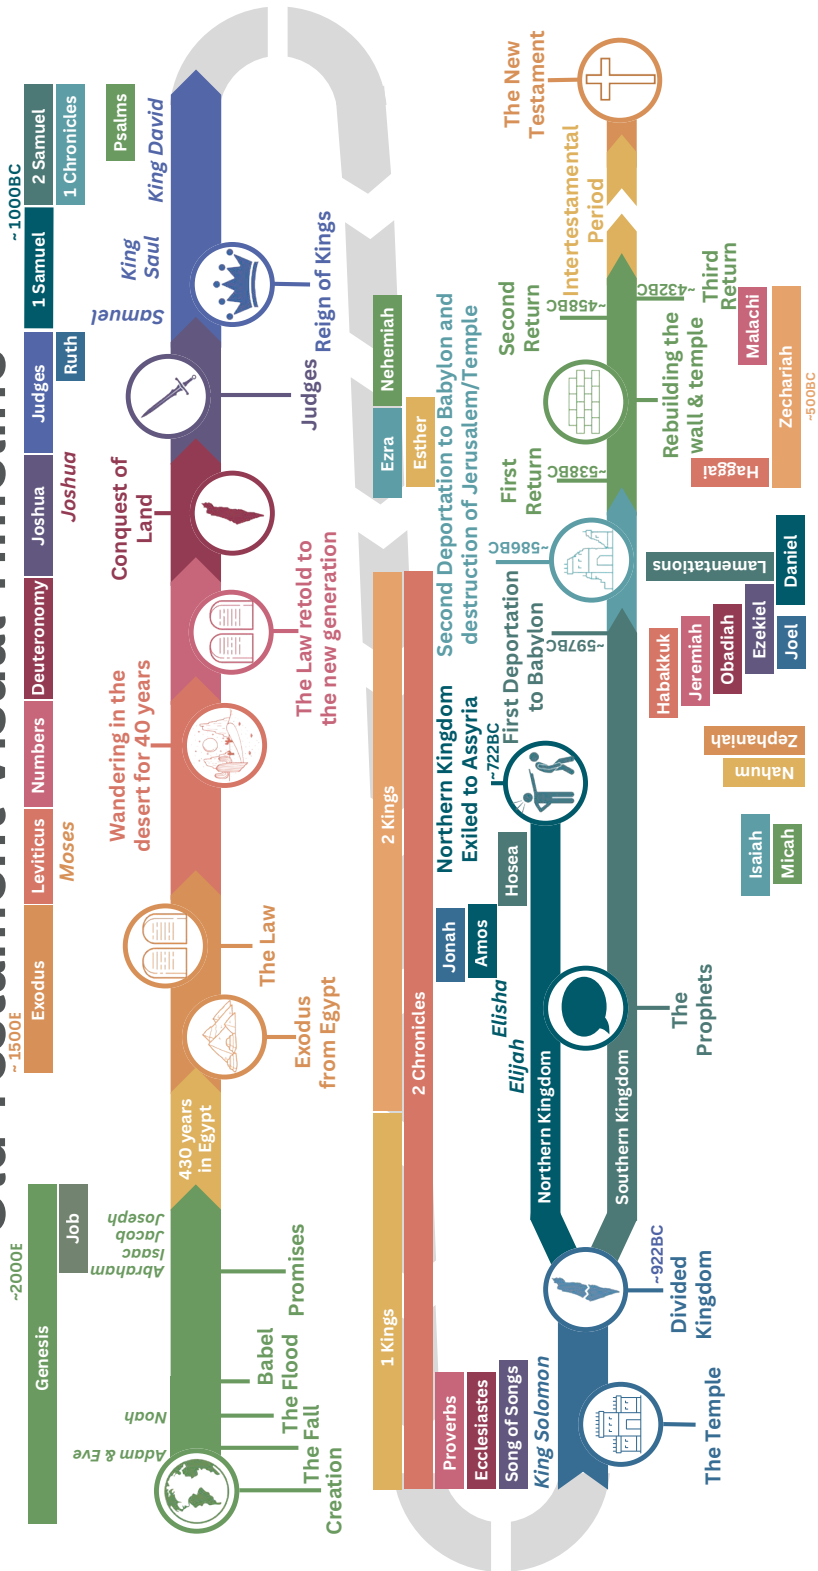 Old Testament Visual Timeline
~2000B
~ 1500B
~ 1000BC
Genesis
Exodus
Leviticus
Numbers
Deuteronomy
Joshua
Judges
1 Samuel
2 Samuel
Job
Moses
Joshua
Ruth
1 Chronicles
Psalms
Adam & Eve
Noah
Abraham
Isaac
Jacob
Joseph
430 years
in Egypt
Wandering in the
desert for 40 years
Conquest of
Land
Samuel
King
Saul
King David
Creation
The Fall
The Flood
Babel
Promises
Exodus
from Egypt
The Law
The Law retold to
the new generation
Judges
Reign of Kings
1 Kings
2 Kings
Ezra
Nehemiah
2 Chronicles
Esther
Proverbs
Ecclesiastes
Song of Songs
King Solomon
Jonah
Amos
Hosea
Elijah
Elisha
Northern Kingdom
Exiled to Assyria
~722BC
Second Deportation to Babylon and
destruction of Jerusalem/Temple
~586BC
First Deportation
to Babylon
~597BC
First
Return
~538BC
Second
Return
~458BC
Intertestamental
Period
The New
Testament
Northern Kingdom
Southern Kingdom
The Temple
Divided
Kingdom
~922BC
The
Prophets
Rebuilding the
wall & temple
~432BC
Third
Return
Isaiah
Micah
Nahum
Zephaniah
Habakkuk
Jeremiah
Obadiah
Ezekiel
Joel
Lamentations
Daniel
Haggai
Malachi
Zechariah
~500BC